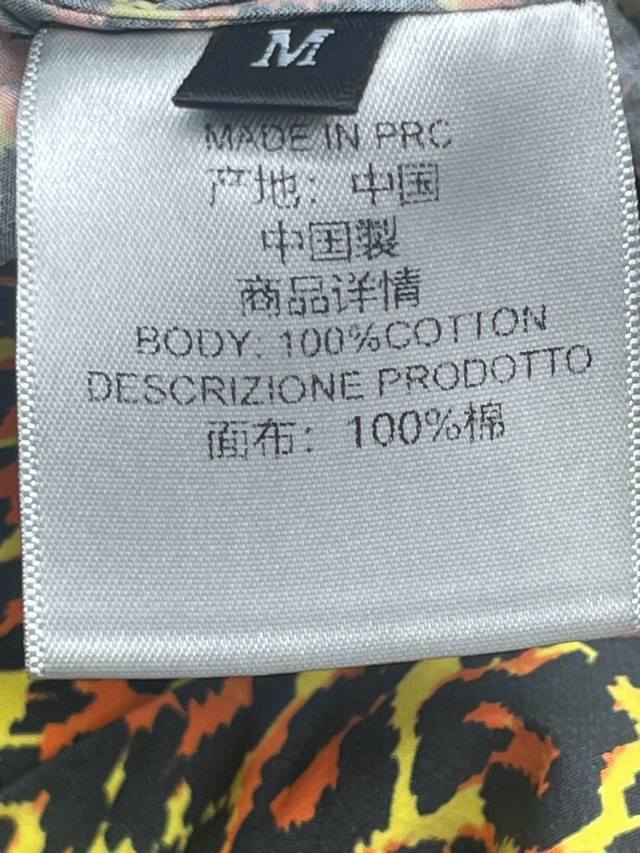 M
MADE IN PRC
产地：中国
中国製
商品详情
BODY: 100%COTTON
DESCRIZIONE PRODOTTO
面布：100%棉